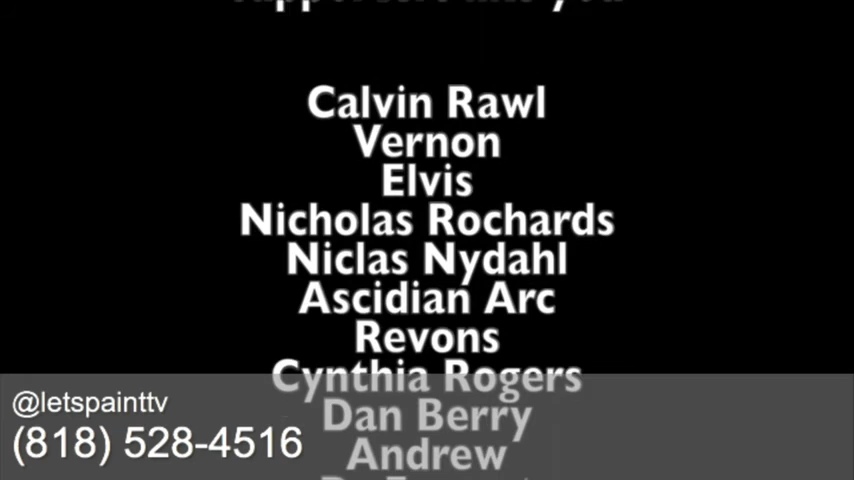 Calvin Rawl
Vernon
Elvis
Nicholas Rochards
Niclas Nydahl
Ascidian Arc
Revons
Cynthia Rogers
@letspainttv
Dan Berry
(818) 528-4516
Andrew